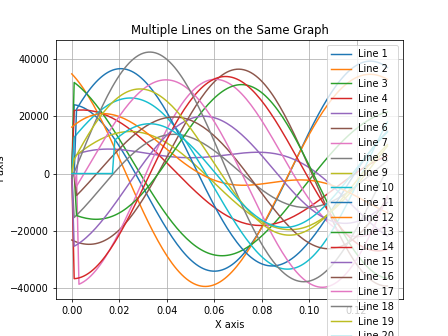 Multiple Lines on the Same Graph
40000
20000
0
−20000
−40000
0.00
0.02
0.04
0.06
0.08
0.10
X axis
Line 1
Line 2
Line 3
Line 4
Line 5
Line 6
Line 7
Line 8
Line 9
Line 10
Line 11
Line 12
Line 13
Line 14
Line 15
Line 16
Line 17
Line 18
Line 19
Line 20